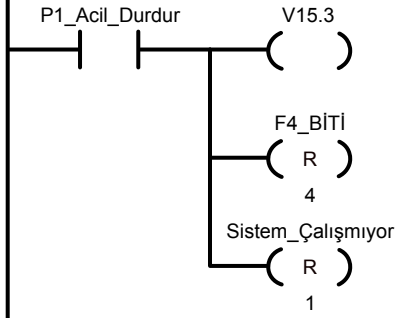 P1_Acil_Durdur V15.3
F4_BİTİ
R
4
Sistem_Çalışmıyor
R
1